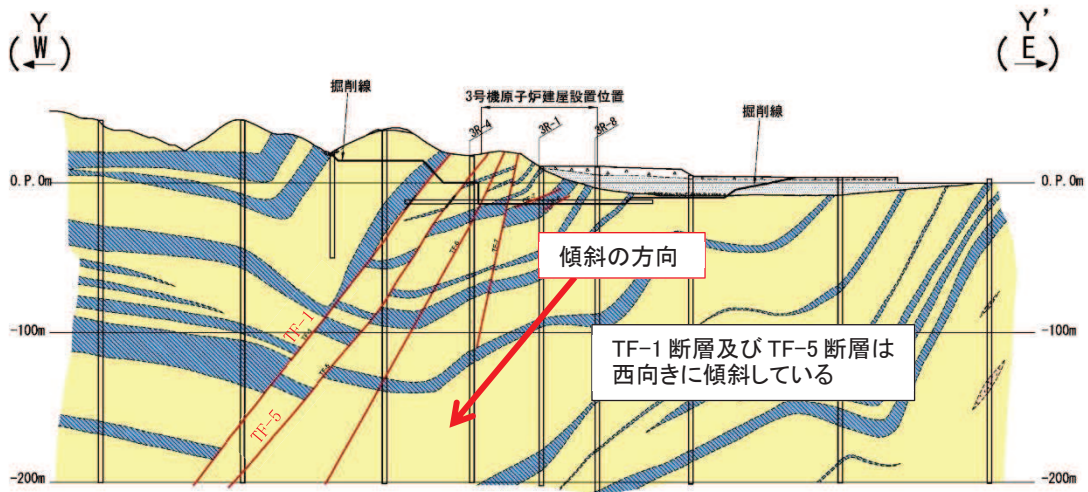 Y
(W)
Y'
(E)
掘削線
3号機原子炉建屋設置位置
掘削線
3R-4
3R-1
3R-8
O.P.0m
O.P.0m
傾斜の方向
TF-1
TF-5
-100m
-100m
TF-1 断層及び TF-5 断層は
西向きに傾斜している
-200m
-200m